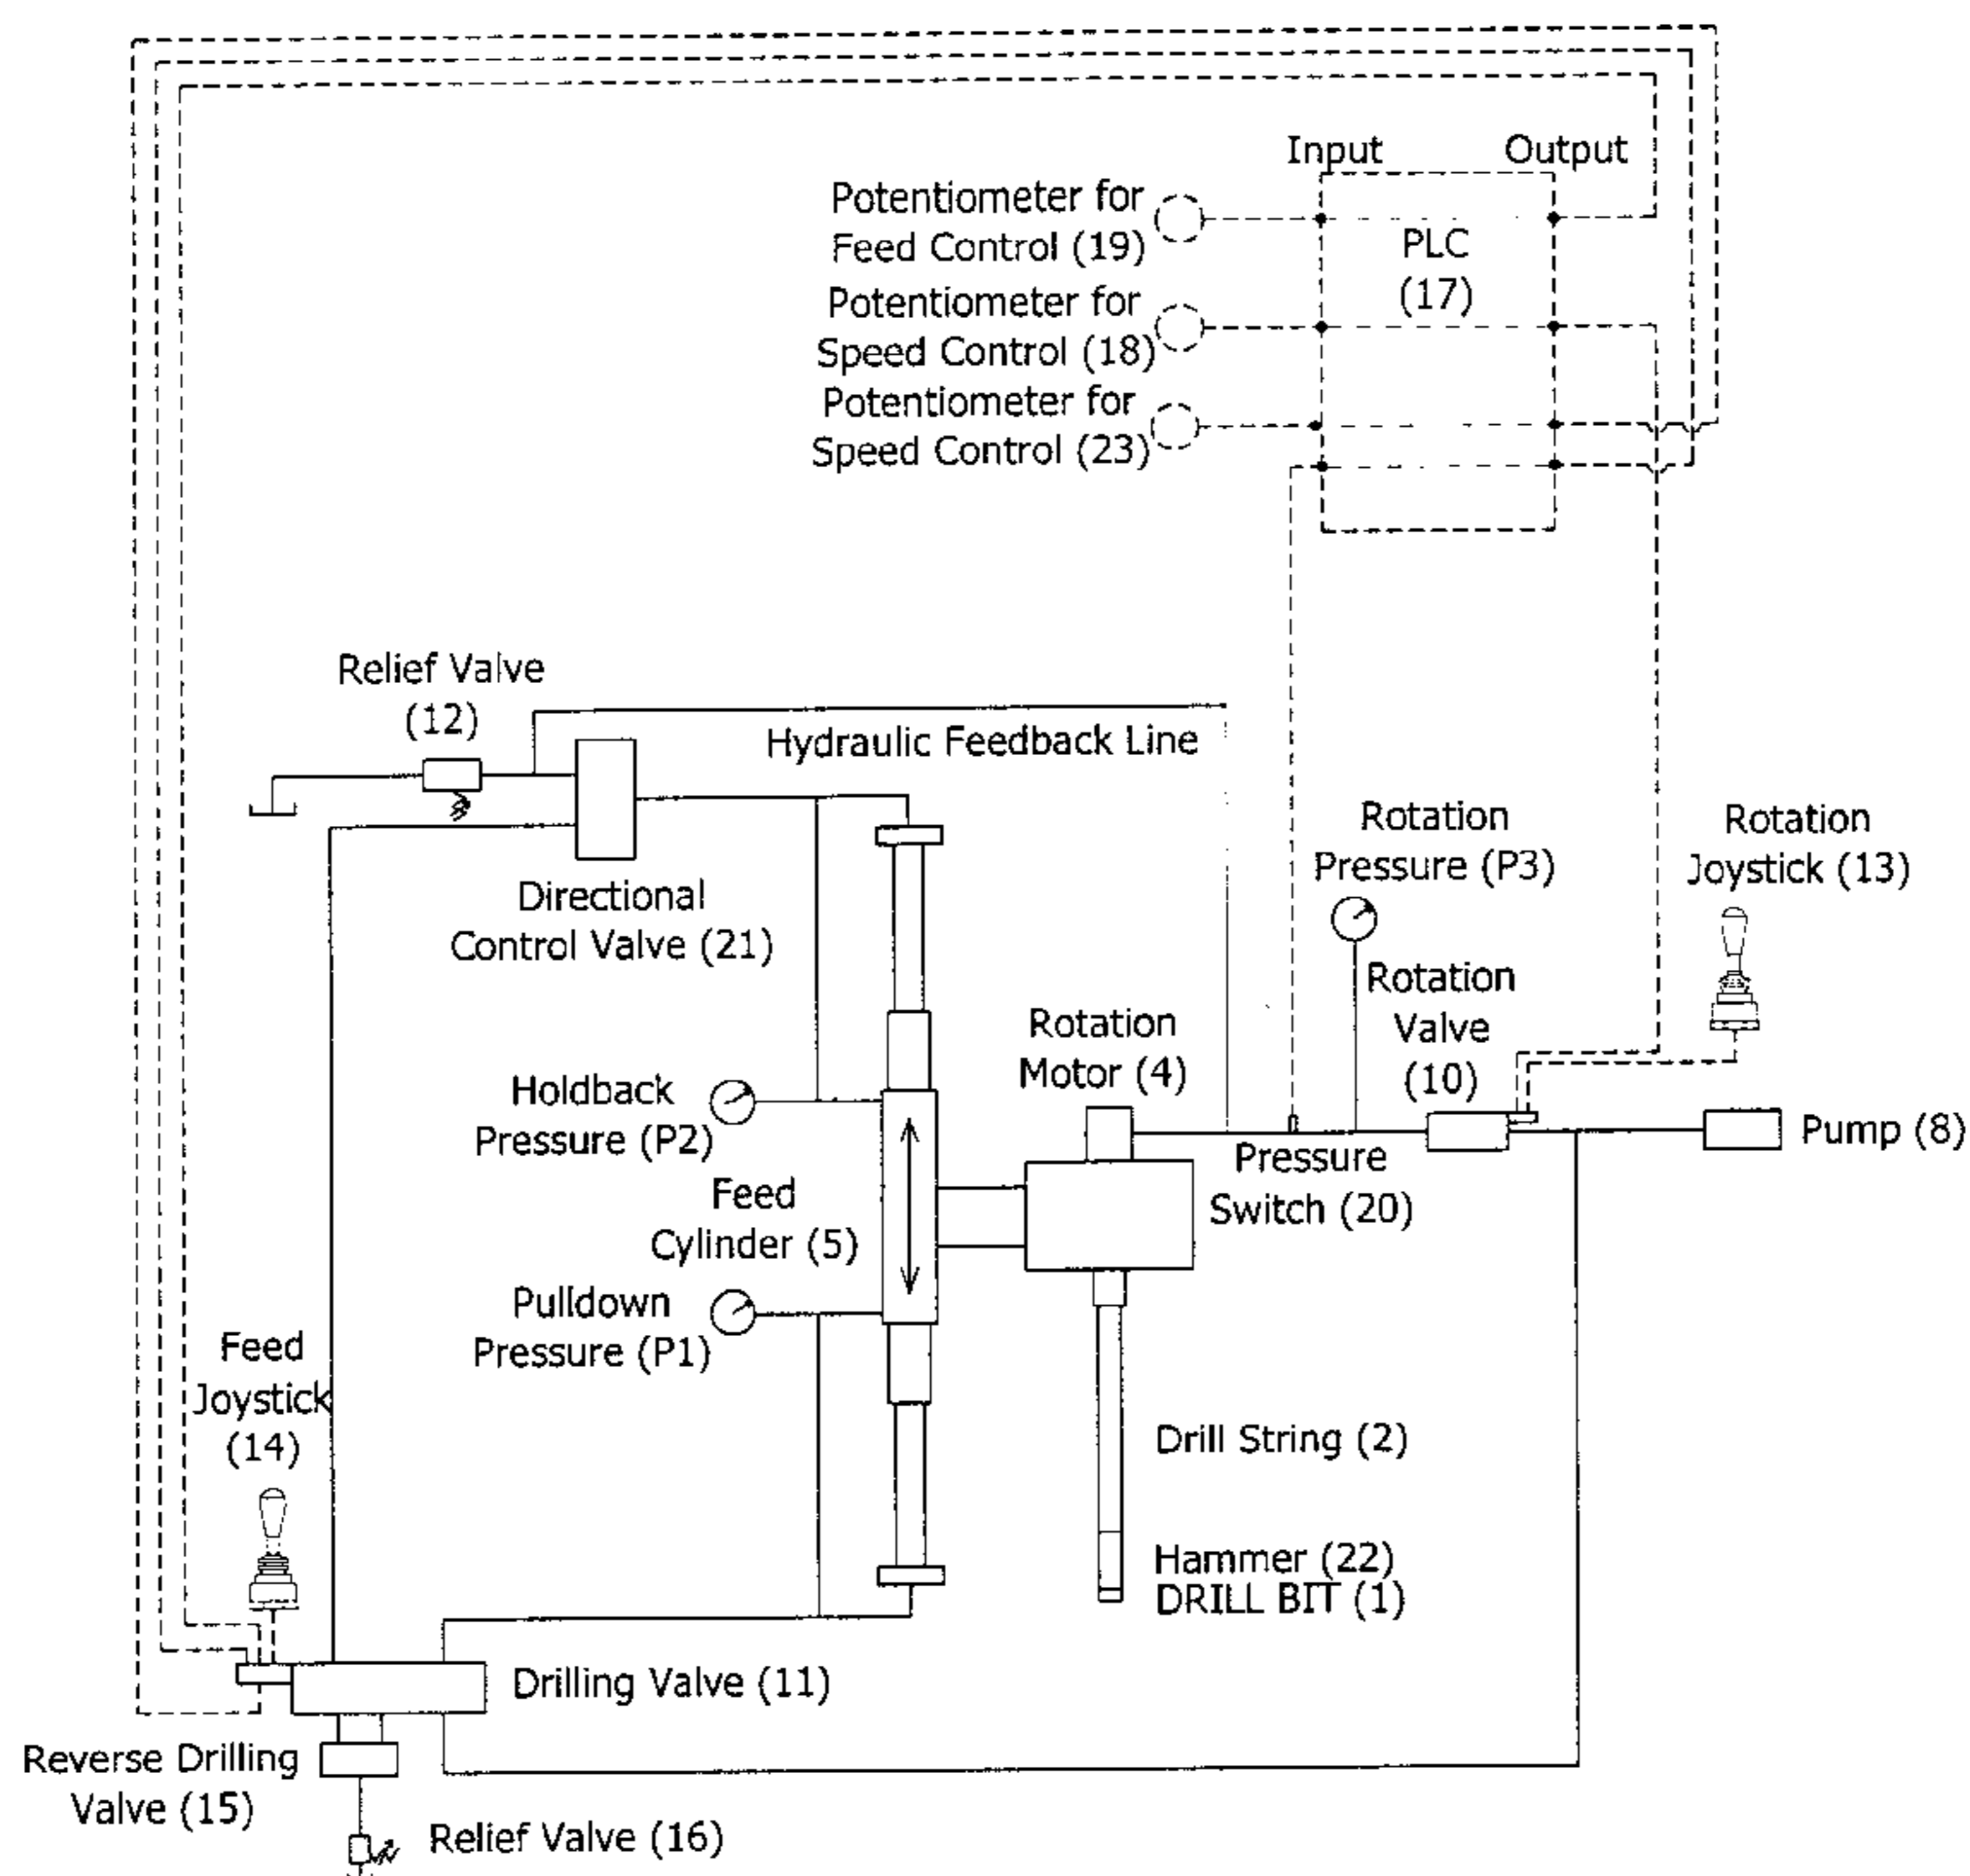 Input
Output
Potentiometer for
Feed Control (19)
PLC
(17)
Potentiometer for
Speed Control (18)
Potentiometer for
Speed Control (23)
Relief Valve
(12)
Hydraulic Feedback Line
Directional
Control Valve (21)
Rotation
Pressure (P3)
Rotation
Joystick (13)
Rotation
Valve
(10)
Rotation
Motor (4)
Holdback
Pressure (P2)
Pump (8)
Pressure
Switch (20)
Feed
Cylinder (5)
Pulldown
Pressure (P1)
Feed
Joystick
(14)
Drill String (2)
Hammer (22)
DRILL BIT (1)
Drilling Valve (11)
Reverse Drilling
Valve (15)
Relief Valve (16)